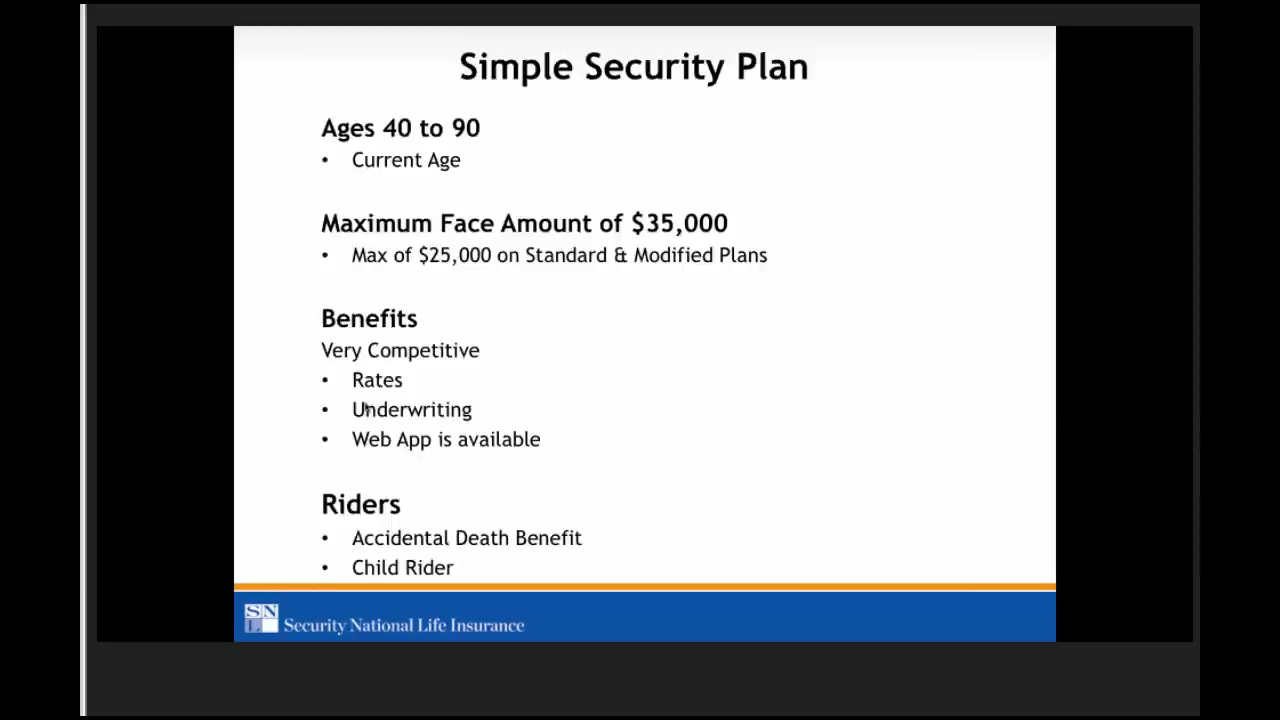 Simple Security Plan
Ages 40 to 90
• Current Age
Maximum Face Amount of $35,000
• Max of $25,000 on Standard & Modified Plans
Benefits
Very Competitive
• Rates
• Underwriting
• Web App is available
Riders
• Accidental Death Benefit
• Child Rider
SNL Security National Life Insurance